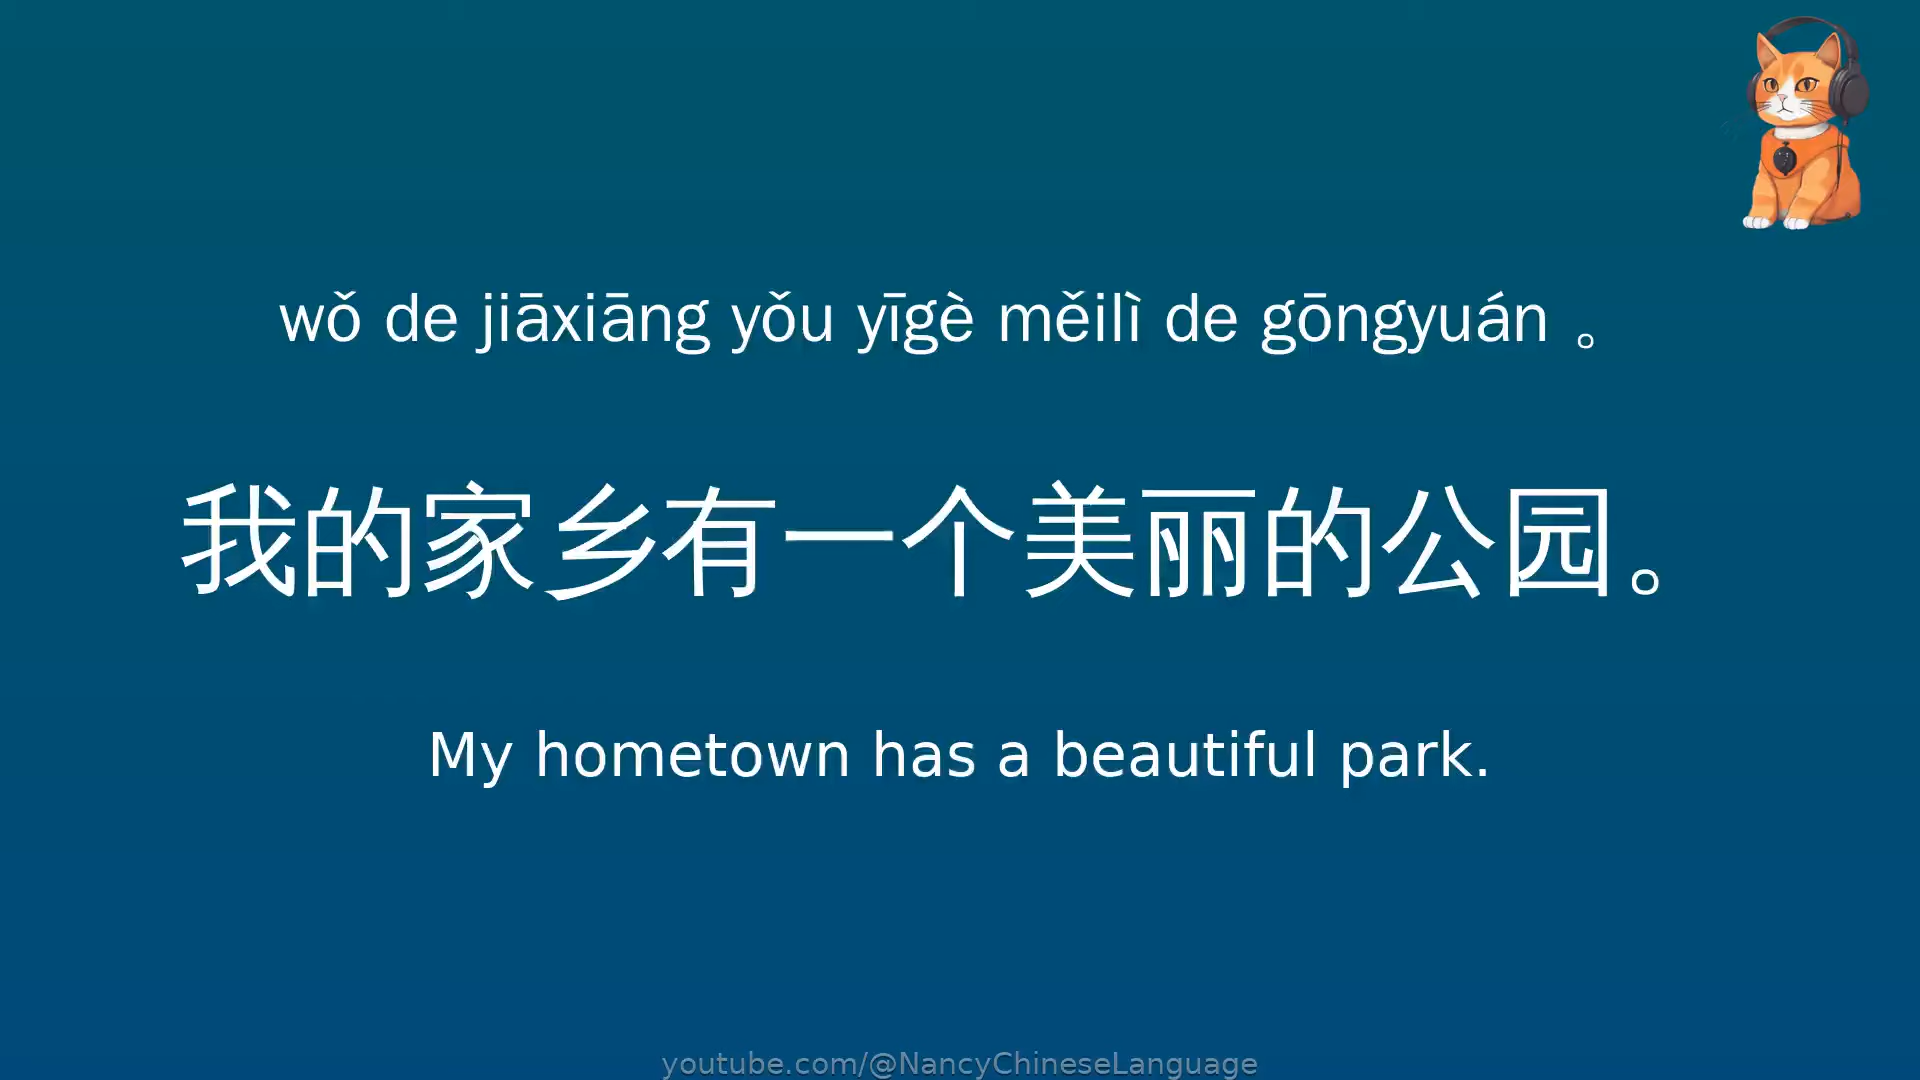 wǒ de jiāxiāng yǒu yīgè měilì de gōngyuán 。
我的家乡有一个美丽的公园。
My hometown has a beautiful park.
youtube.com/@NancyChineseLanguage